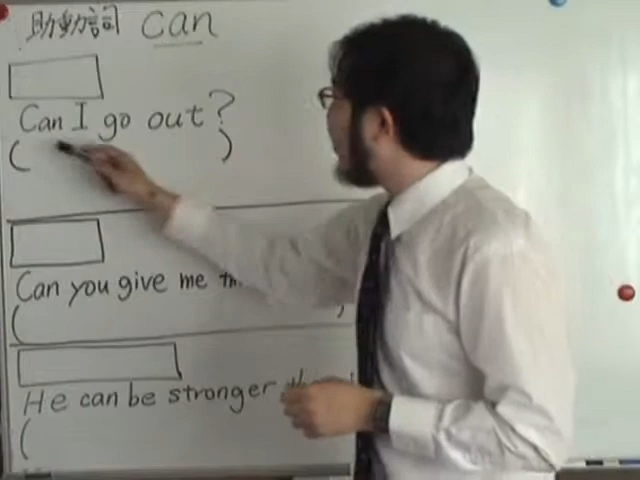 助動詞 can
Can I go out?
( )
Can you give me
( )
He can be stronger
(